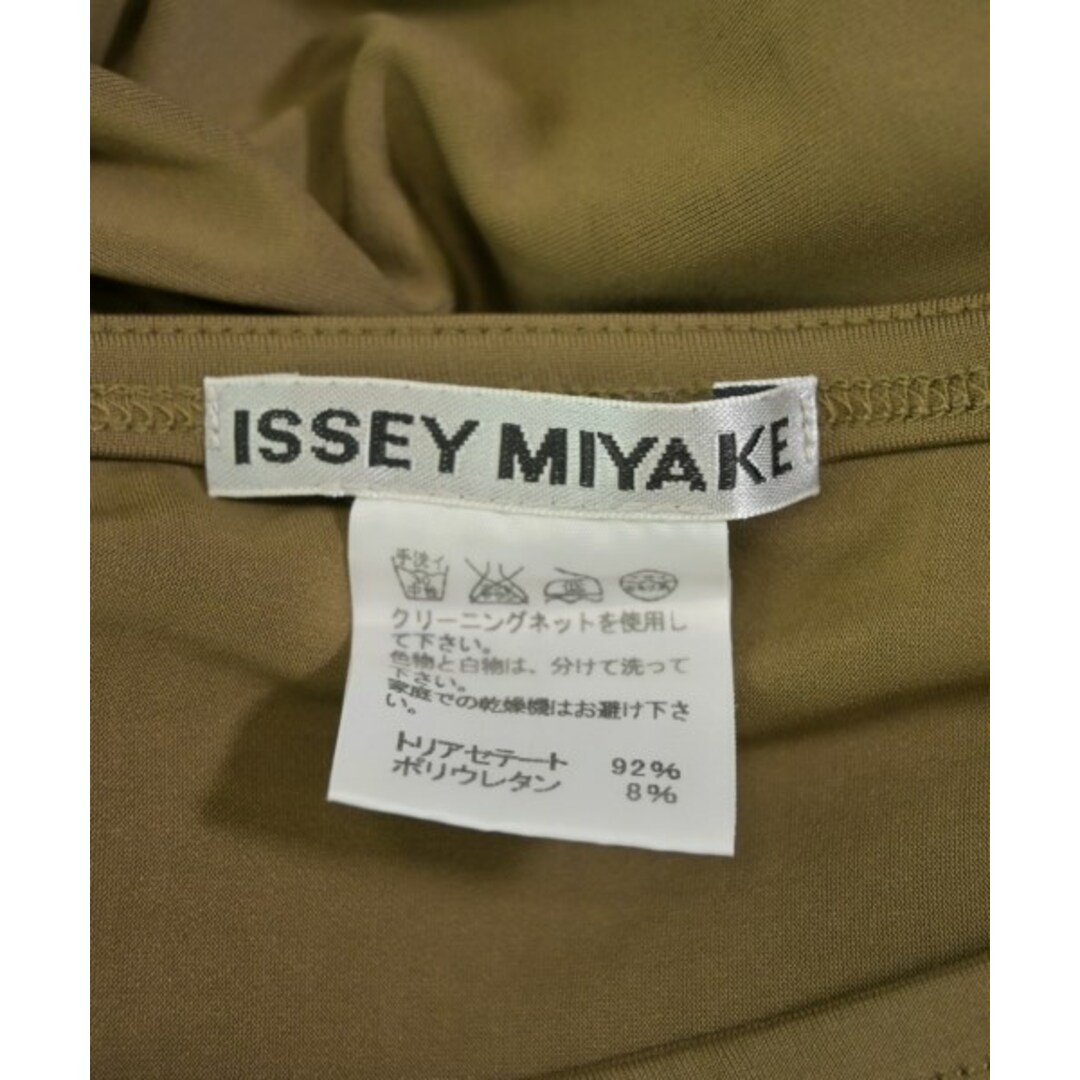 ISSEY MIYAKE
手洗イ
30
中性
クリーニングネットを使用し
て下さい。
色物と白物は、分けて洗って
下さい。
家庭での乾燥機はお避け下さ
い。
トリアセテート 92%
ポリウレタン 8%